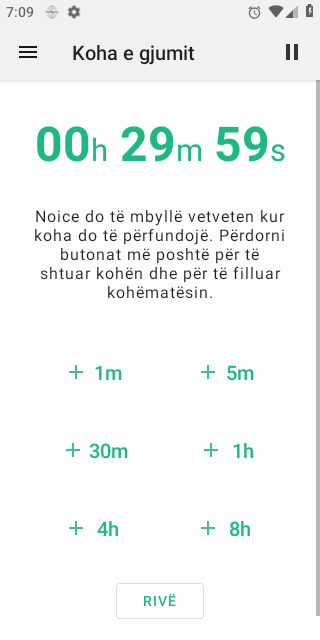 7:09
Koha e gjumit
00h 29m 59s
Noice do të mbyllë vetveten kur
koha do të përfundojë. Përdorni
butonat më poshtë për të
shtuar kohën dhe për të filluar
kohëmatësin.
+ 1m
+ 5m
+ 30m
+ 1h
+ 4h
+ 8h
RIVË